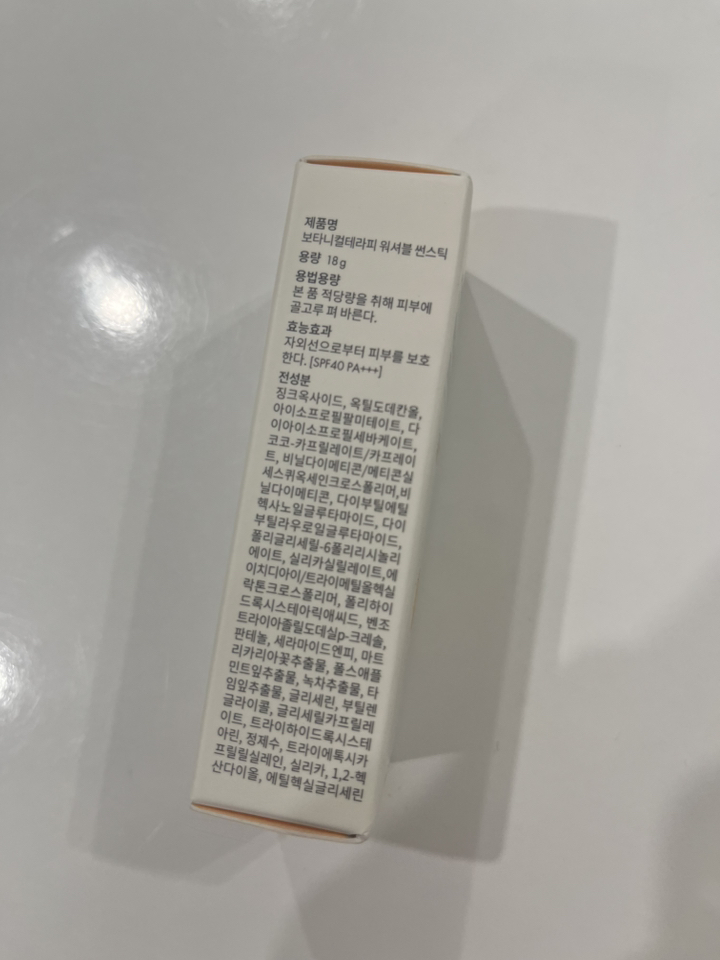 제품명
보타니컬테라피 워셔블 썬스틱
용량 18g
용법용량
본 품 적당량을 취해 피부에
골고루 펴 바른다.
효능효과
자외선으로부터 피부를 보호
한다. [SPF40 PA+++]
전성분
징크옥사이드, 옥틸도데칸올,
아이소프로필팔미테이트, 다
이아이소프로필세바케이트,
코코-카프릴레이트/카프레이
트, 비닐다이메티콘/메티콘실
세스퀴옥세인크로스폴리머,비
닐다이메티콘, 다이부틸에틸
헥사노일글루타마이드, 다이
부틸라우로일글루타마이드,
폴리글리세릴-6폴리리시놀리
에이트, 실리카실릴레이트,에
이치디아이/트라이메틸올헥실
락톤크로스폴리머, 폴리하이
드록시스테아릭애씨드, 벤조
트라이아졸릴도데실p-크레솔,
판테놀, 세라마이드엔피, 마트
리카리아꽃추출물, 폴스애플
민트잎추출물, 녹차추출물, 타
임잎추출물, 글리세린, 부틸렌
글라이콜, 글리세릴카프릴레
이트, 트라이하이드록시스테
아린, 정제수, 트라이에톡시카
프릴릴실레인, 실리카, 1,2-헥
산다이올, 에틸헥실글리세린